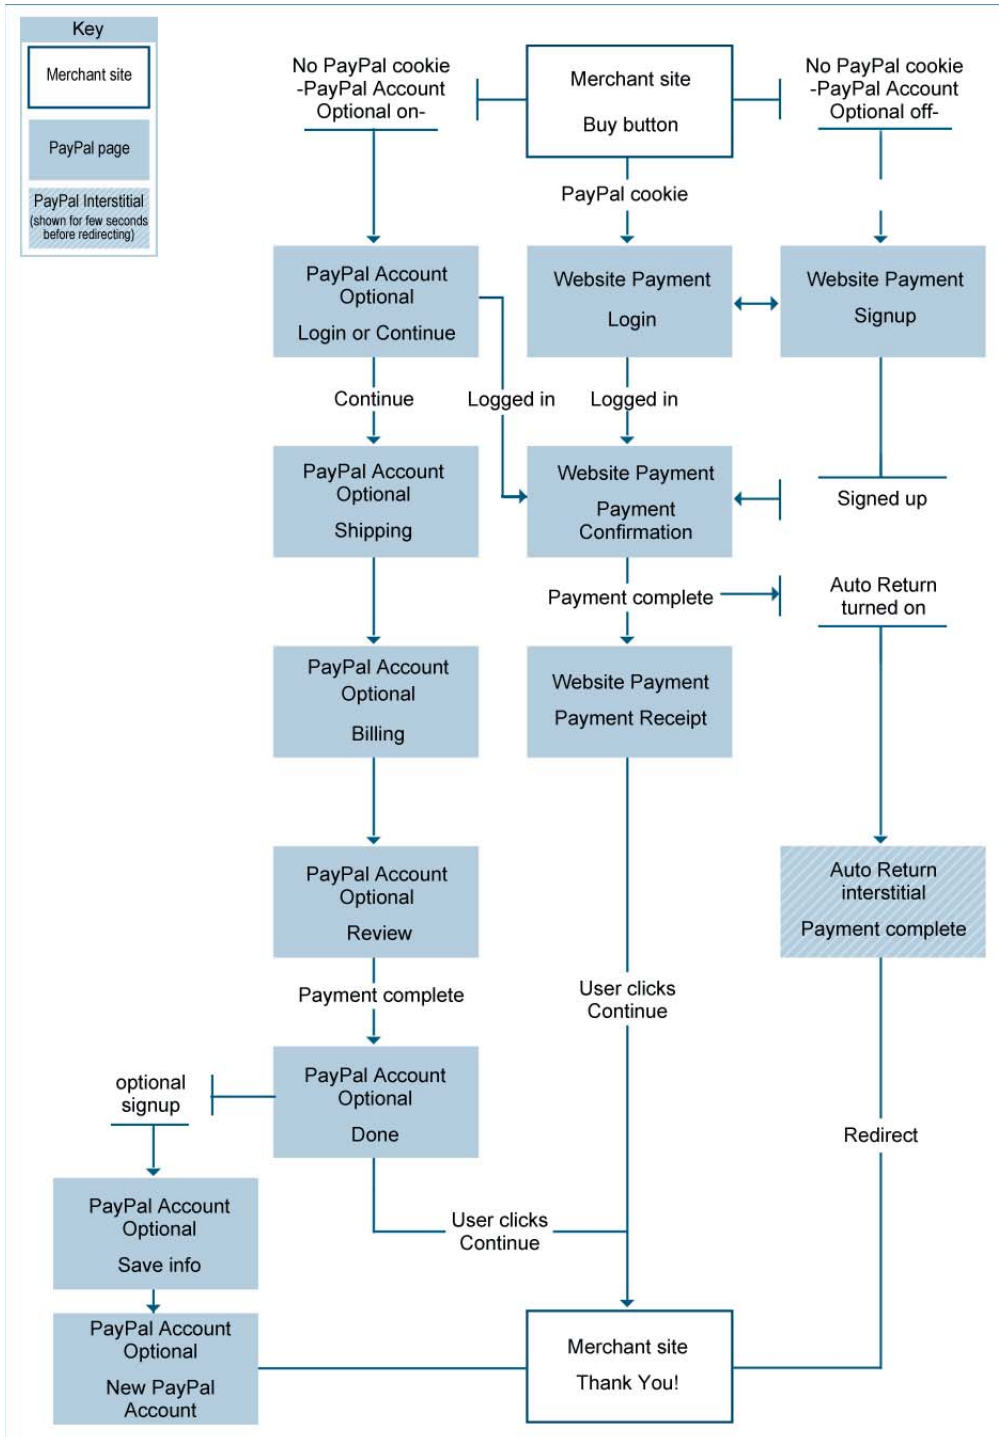 Key
Merchant site
PayPal page
PayPal Interstitial
(shown for few seconds
before redirecting)
No PayPal cookie
-PayPal Account
Optional on-
Merchant site
Buy button
No PayPal cookie
-PayPal Account
Optional off-
PayPal cookie
PayPal Account
Optional
Login or Continue
Website Payment
Login
Website Payment
Signup
Continue
Logged in
Logged in
PayPal Account
Optional
Shipping
Website Payment
Payment
Confirmation
Signed up
Payment complete
Auto Return
turned on
PayPal Account
Optional
Billing
Website Payment
Payment Receipt
PayPal Account
Optional
Review
Auto Return
interstitial
Payment complete
Payment complete
User clicks
Continue
PayPal Account
Optional
Done
optional
signup
Redirect
PayPal Account
Optional
Save info
User clicks
Continue
PayPal Account
Optional
New PayPal
Account
Merchant site
Thank You!